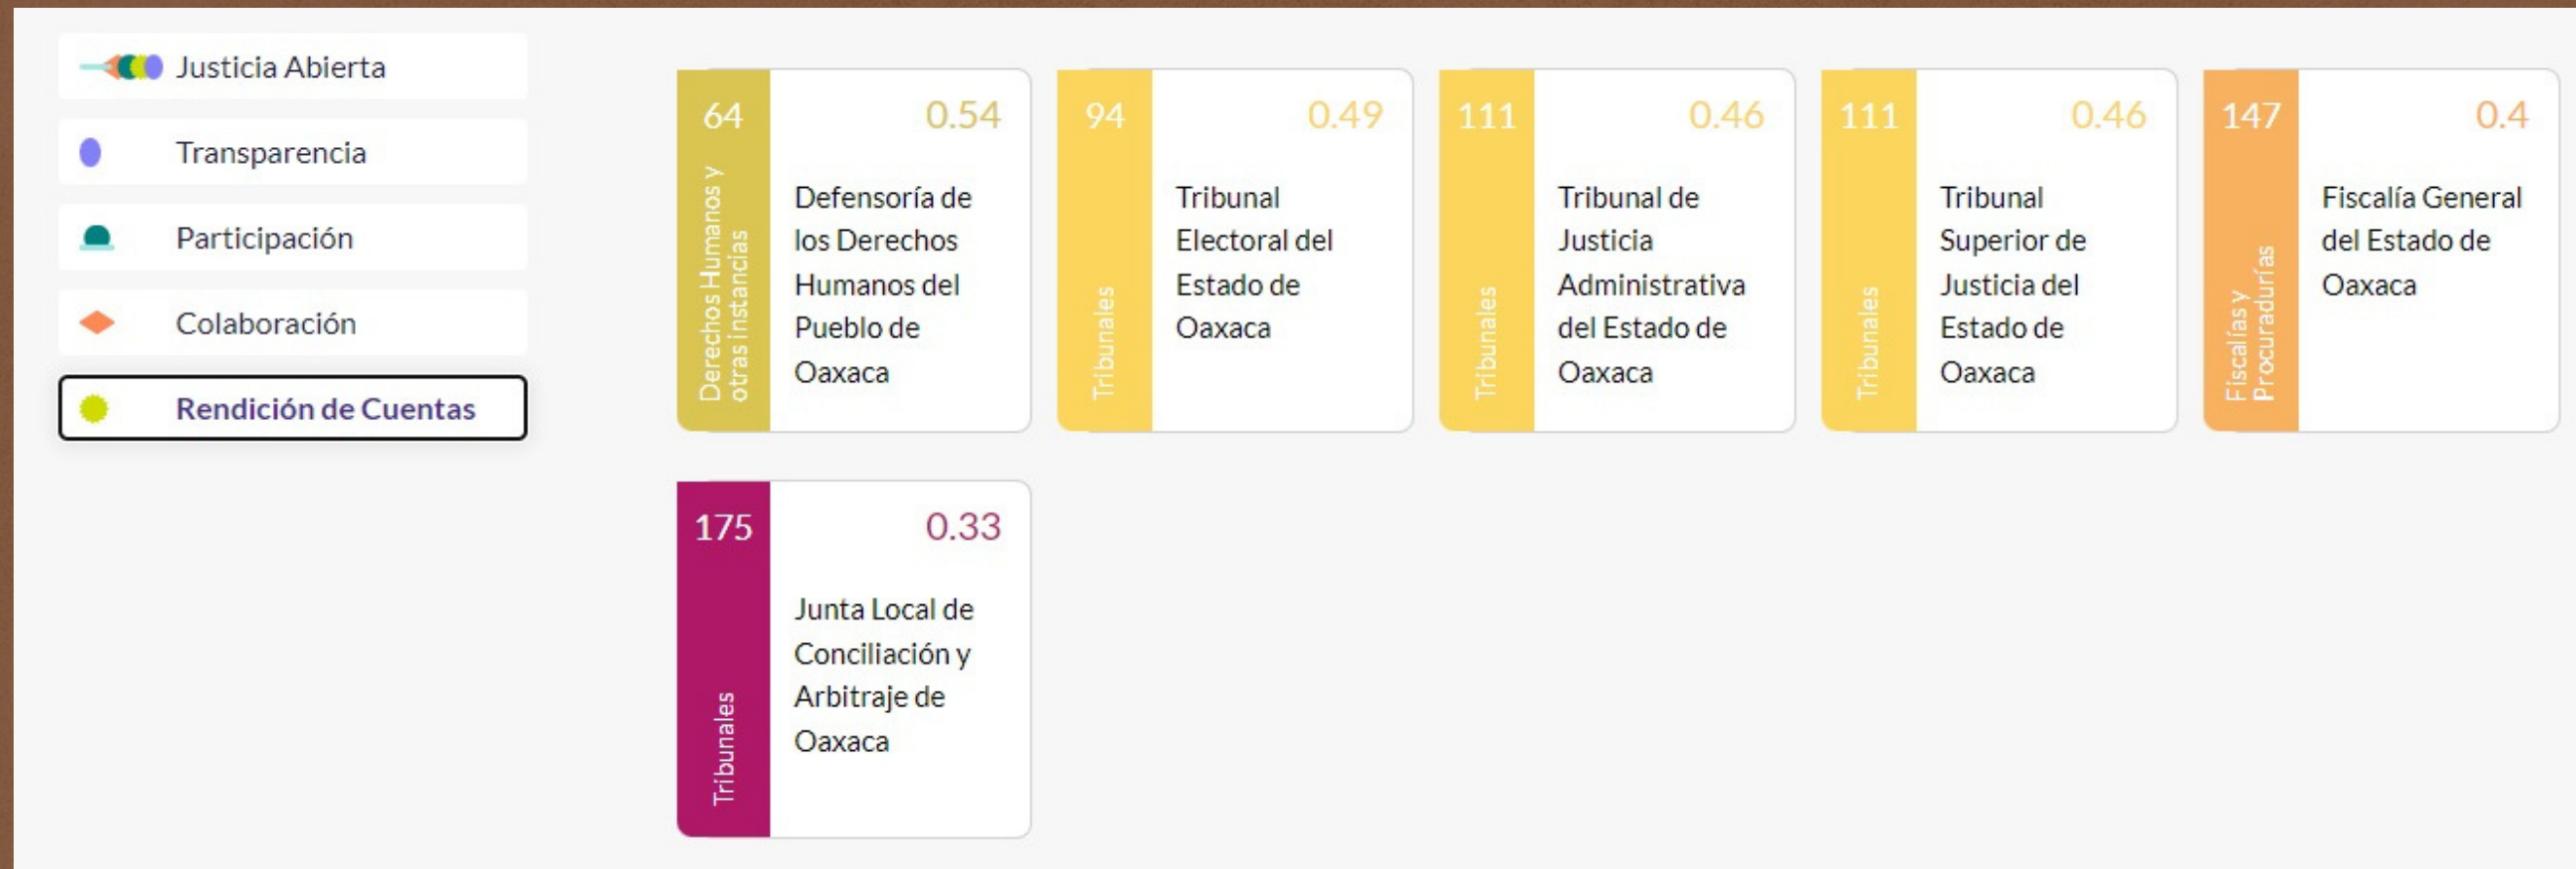 Justicia Abierta
Transparencia
Participación
Colaboración
Rendición de Cuentas
64
0.54
Derechos Humanos y
otras instancias
Defensoría de
los Derechos
Humanos del
Pueblo de
Oaxaca
94
0.49
Tribunales
Tribunal
Electoral del
Estado de
Oaxaca
111
0.46
Tribunales
Tribunal de
Justicia
Administrativa
del Estado de
Oaxaca
111
0.46
Tribunales
Tribunal
Superior de
Justicia del
Estado de
Oaxaca
147
0.4
Fiscalías y
Procuradurías
Fiscalía General
del Estado de
Oaxaca
175
0.33
Tribunales
Junta Local de
Conciliación y
Arbitraje de
Oaxaca